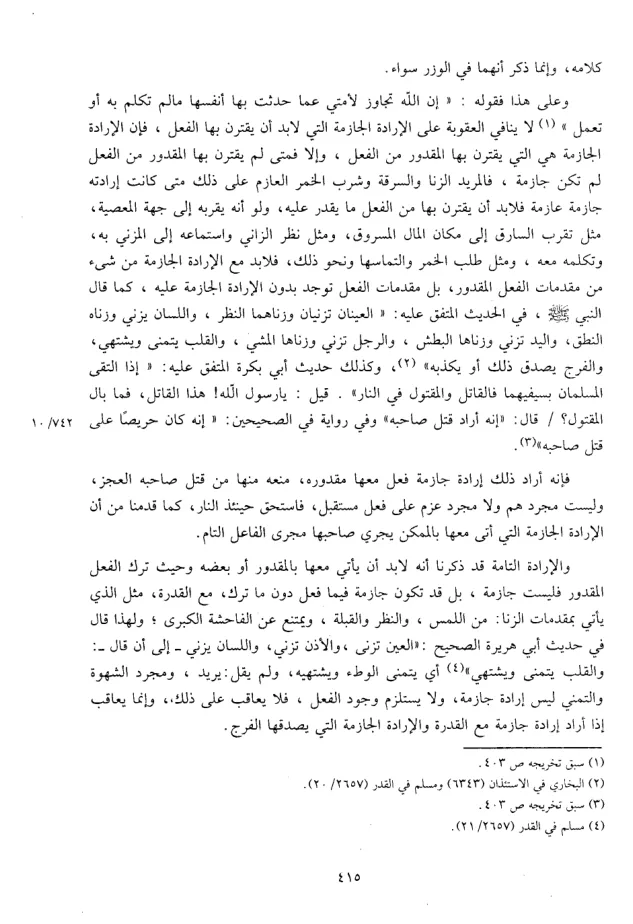 كلامه، وإنما ذكر أنهما في الوزر سواء.
وعلى هذا فقوله : « إن الله تجاوز لأمتي عما حدثت بها أنفسها مالم تكلم به أو
تعمل » (١) لا ينافي العقوبة على الإرادة الجازمة التي لابد أن يقترن بها الفعل ، فإن الإرادة
الجازمة هي التي يقترن بها المقدور من الفعل ، وإلا فمتى لم يقترن بها المقدور من الفعل
لم تكن جازمة ، فالمريد الزنا والسرقة وشرب الخمر العازم على ذلك متى كانت إرادته
جازمة عازمة فلابد أن يقترن بها من الفعل ما يقدر عليه، ولو أنه يقربه إلى جهة المعصية،
مثل تقرب السارق إلى مكان المال المسروق، ومثل نظر الزاني واستماعه إلى المزني به،
وتكلمه معه ، ومثل طلب الخمر والتماسها ونحو ذلك، فلابد مع الإرادة الجازمة من شىء
من مقدمات الفعل المقدور، بل مقدمات الفعل توجد بدون الإرادة الجازمة عليه ، كما قال
النبي ﷺ ، في الحديث المتفق عليه: « العينان تزنيان وزناهما النظر ، واللسان يزني وزناه
النطق، واليد تزني وزناها البطش ، والرجل تزني وزناها المشي ، والقلب يتمنى ويشتهي،
والفرج يصدق ذلك أو يكذبه» (٢)، وكذلك حديث أبي بكرة المتفق عليه: « إذا التقى
المسلمان بسيفيهما فالقاتل والمقتول في النار» . قيل : يارسول الله! هذا القاتل، فما بال
المقتول؟ / قال: «إنه أراد قتل صاحبه» وفي رواية في الصحيحين: « إنه كان حريصًا على
١٠/٧٤٢
قتل صاحبه»(٣).
فإنه أراد ذلك إرادة جازمة فعل معها مقدوره، منعه منها من قتل صاحبه العجز،
وليست مجرد هم ولا مجرد عزم على فعل مستقبل، فاستحق حينئذ النار، كما قدمنا من أن
الإرادة الجازمة التي أتى معها بالممكن يجري صاحبها مجرى الفاعل التام.
والإرادة التامة قد ذكرنا أنه لابد أن يأتي معها بالمقدور أو بعضه وحيث ترك الفعل
المقدور فليست جازمة ، بل قد تكون جازمة فيما فعل دون ما ترك، مع القدرة، مثل الذي
يأتي بمقدمات الزنا: من اللمس، والنظر والقبلة ، ويمتنع عن الفاحشة الكبرى ؛ ولهذا قال
في حديث أبي هريرة الصحيح :«العين تزنى ،والأذن تزني، واللسان يزني ـ إلى أن قال ـ:
والقلب يتمنى ويشتهي»(٤) أي يتمنى الوطء ويشتهيه، ولم يقل:يريد ، ومجرد الشهوة
والتمني ليس إرادة جازمة، ولا يستلزم وجود الفعل ، فلا يعاقب على ذلك، وإنما يعاقب
إذا أراد إرادة جازمة مع القدرة والإرادة الجازمة التي يصدقها الفرج.
(١) سبق تخريجه ص ٤٠٣.
(٢) البخاري في الاستئذان (٦٣٤٣) ومسلم في القدر (٢٠/٢٦٥٧).
(٣) سبق تخريجه ص ٤٠٣.
(٤) مسلم في القدر (٢١/٢٦٥٧).
٤١٥